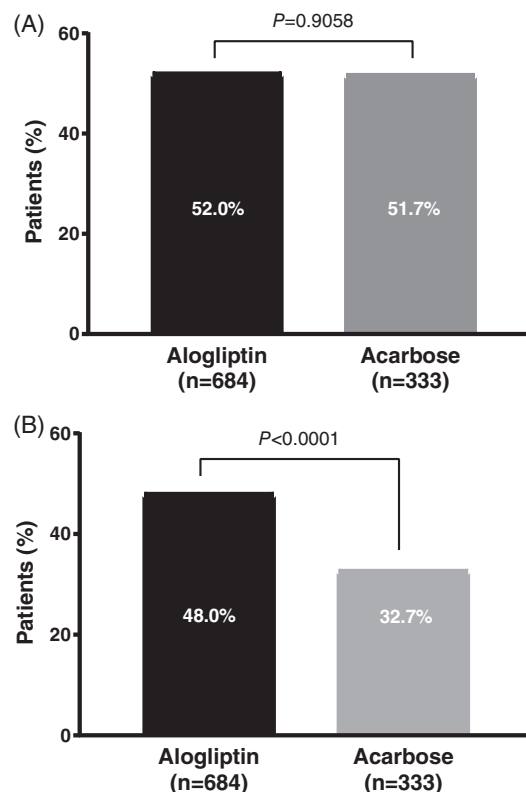 (A)
P=0.9058
60
40
20
0
Patients (%)
52.0%
51.7%
Alogliptin
(n=684)
Acarbose
(n=333)
(B)
P<0.0001
60
40
20
0
Patients (%)
48.0%
32.7%
Alogliptin
(n=684)
Acarbose
(n=333)